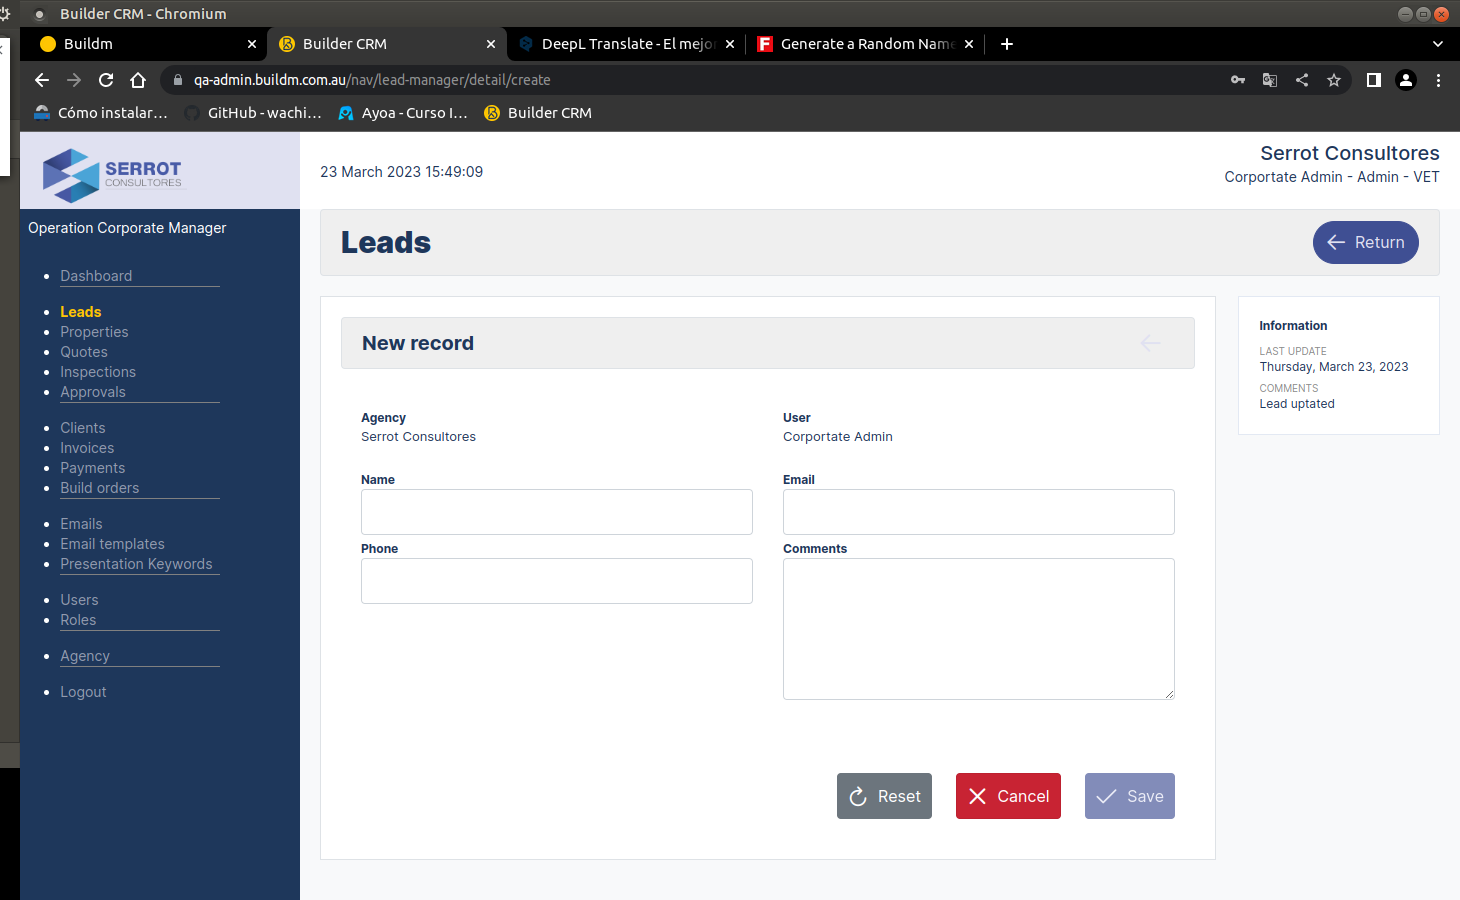 Builder CRM - Chromium
Buildm
Builder CRM
DeepL Translate - El mejo
Generate a Random Name
qa-admin.buildm.com.au/nav/lead-manager/detail/create
Cómo instalar...
GitHub - wachi...
Ayoa - Curso I...
Builder CRM
SERROT
CONSULTORES
23 March 2023 15:49:09
Serrot Consultores
Corportate Admin - Admin - VET
Operation Corporate Manager
Dashboard
Leads
Properties
Quotes
Inspections
Approvals
Clients
Invoices
Payments
Build orders
Emails
Email templates
Presentation Keywords
Users
Roles
Agency
Logout
Leads
Return
New record
Agency
Serrot Consultores
User
Corportate Admin
Name
Email
Phone
Comments
Reset
Cancel
Save
Information
LAST UPDATE
Thursday, March 23, 2023
COMMENTS
Lead uptated